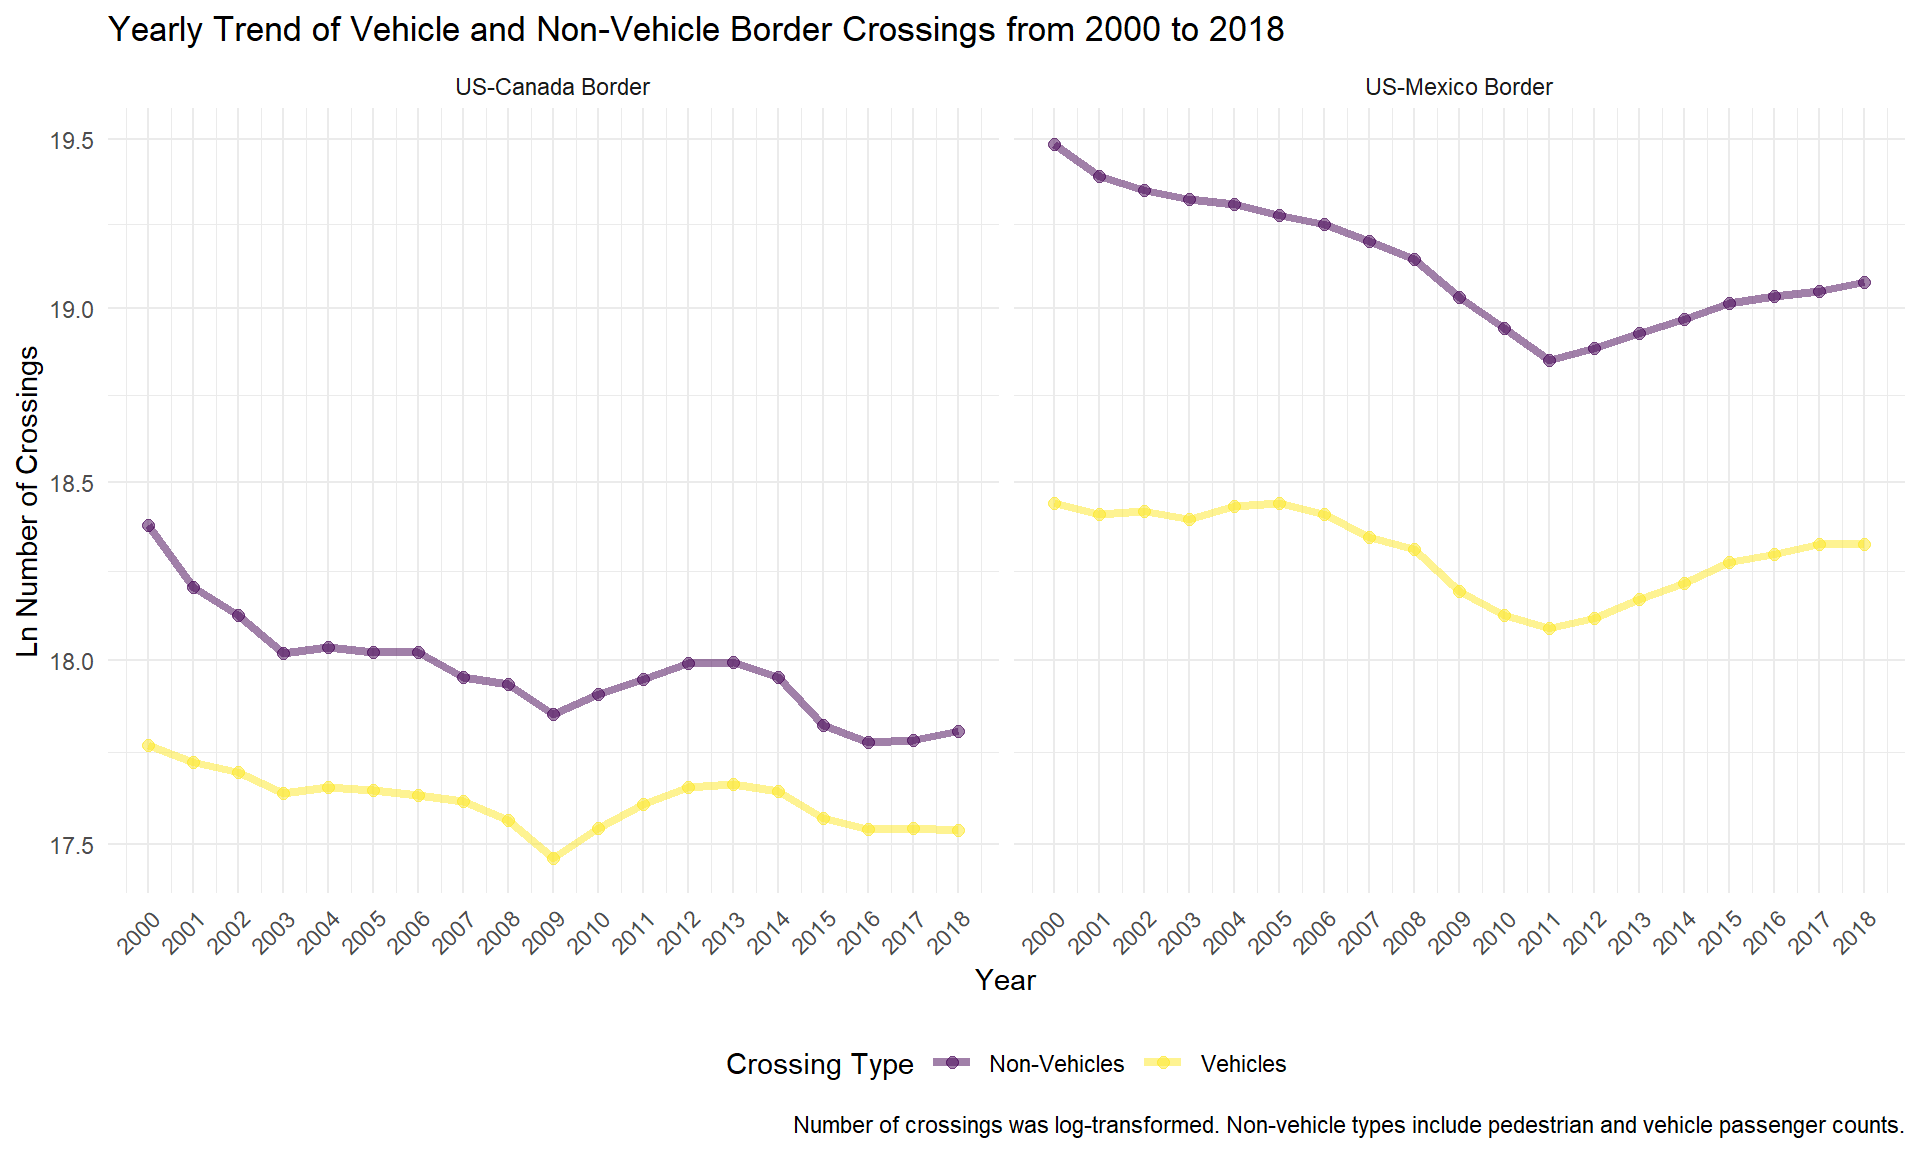 Yearly Trend of Vehicle and Non-Vehicle Border Crossings from 2000 to 2018
US-Canada Border
US-Mexico Border
Ln Number of Crossings
19.5
19.0
18.5
18.0
17.5
2000 2001 2002 2003 2004 2005 2006 2007 2008 2009 2010 2011 2012 2013 2014 2015 2016 2017 2018
2000 2001 2002 2003 2004 2005 2006 2007 2008 2009 2010 2011 2012 2013 2014 2015 2016 2017 2018
Year
Crossing Type Non-Vehicles Vehicles
Number of crossings was log-transformed. Non-vehicle types include pedestrian and vehicle passenger counts.